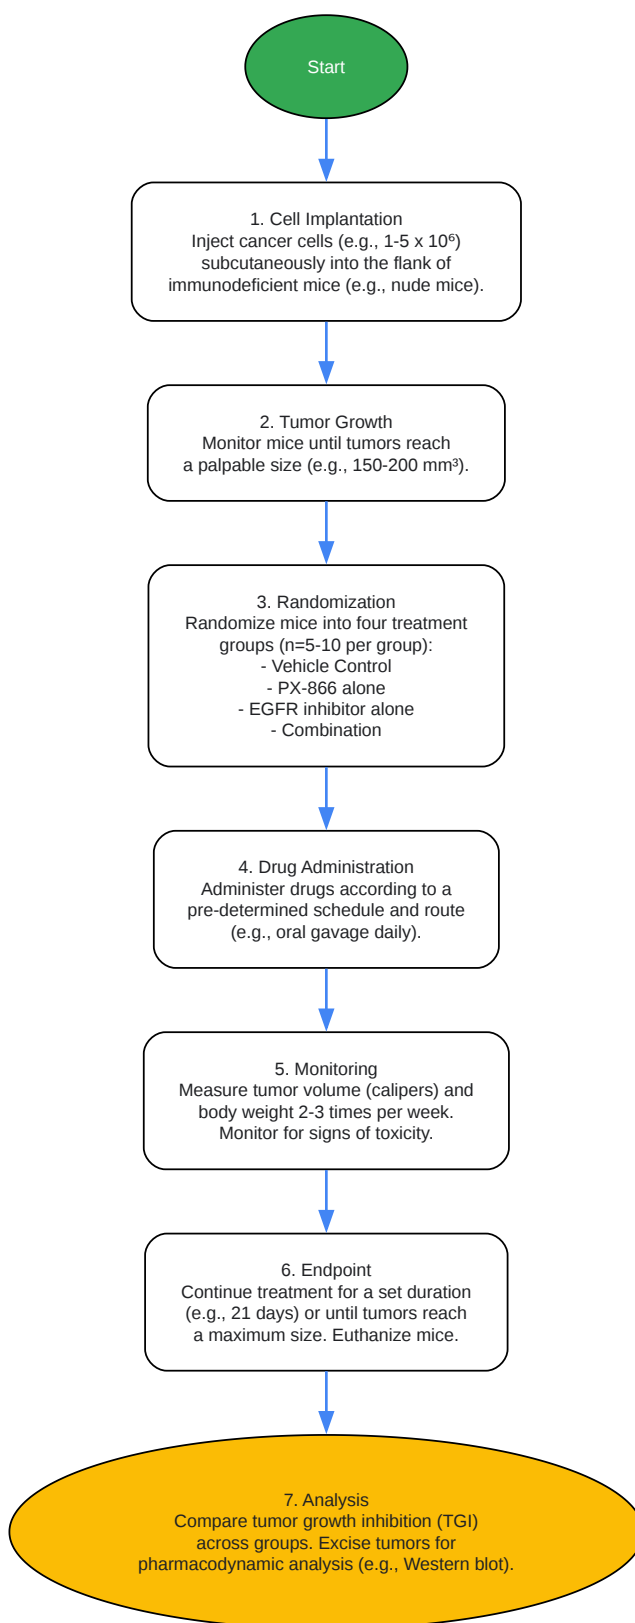 Start
1. Cell Implantation
Inject cancer cells (e.g., 1-5 x 10⁶)
subcutaneously into the flank of
immunodeficient mice (e.g., nude mice).
2. Tumor Growth
Monitor mice until tumors reach
a palpable size (e.g., 150-200 mm³).
3. Randomization
Randomize mice into four treatment
groups (n=5-10 per group):
- Vehicle Control
- PX-866 alone
- EGFR inhibitor alone
- Combination
4. Drug Administration
Administer drugs according to a
pre-determined schedule and route
(e.g., oral gavage daily).
5. Monitoring
Measure tumor volume (calipers) and
body weight 2-3 times per week.
Monitor for signs of toxicity.
6. Endpoint
Continue treatment for a set duration
(e.g., 21 days) or until tumors reach
a maximum size. Euthanize mice.
7. Analysis
Compare tumor growth inhibition (TGI)
across groups. Excise tumors for
pharmacodynamic analysis (e.g., Western blot).